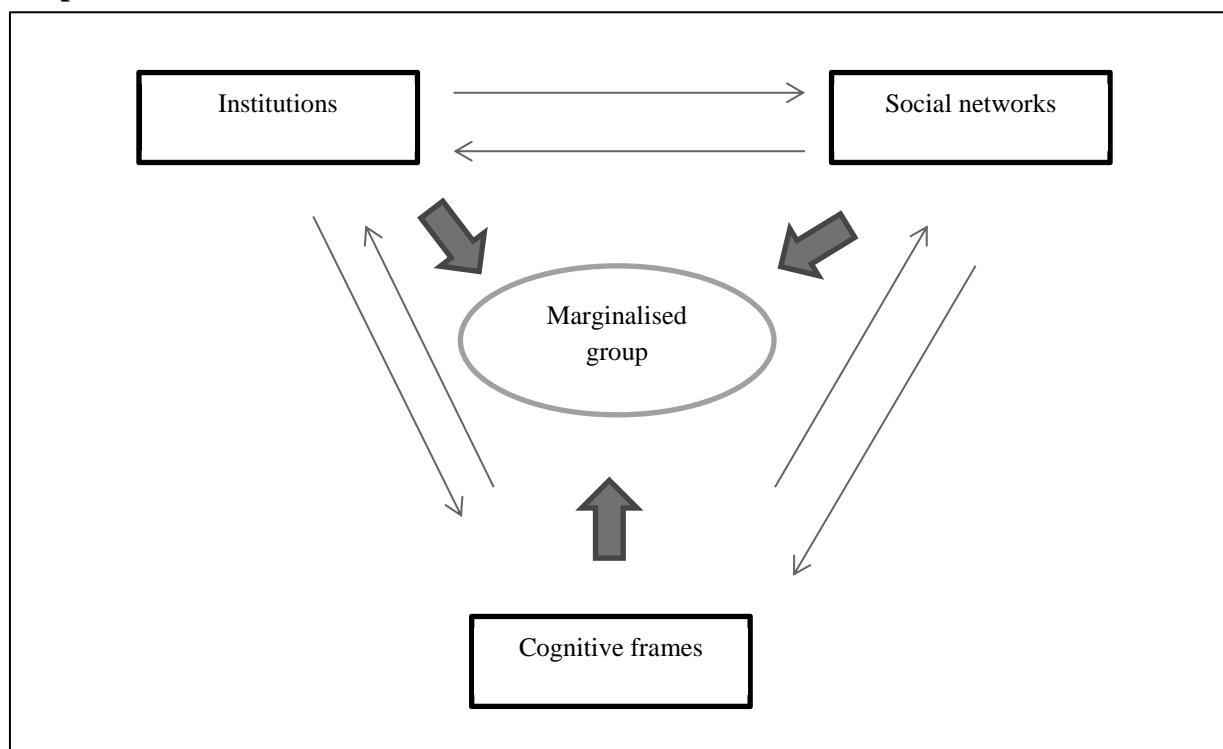 Institutions
Social networks
Marginalised
group
Cognitive frames